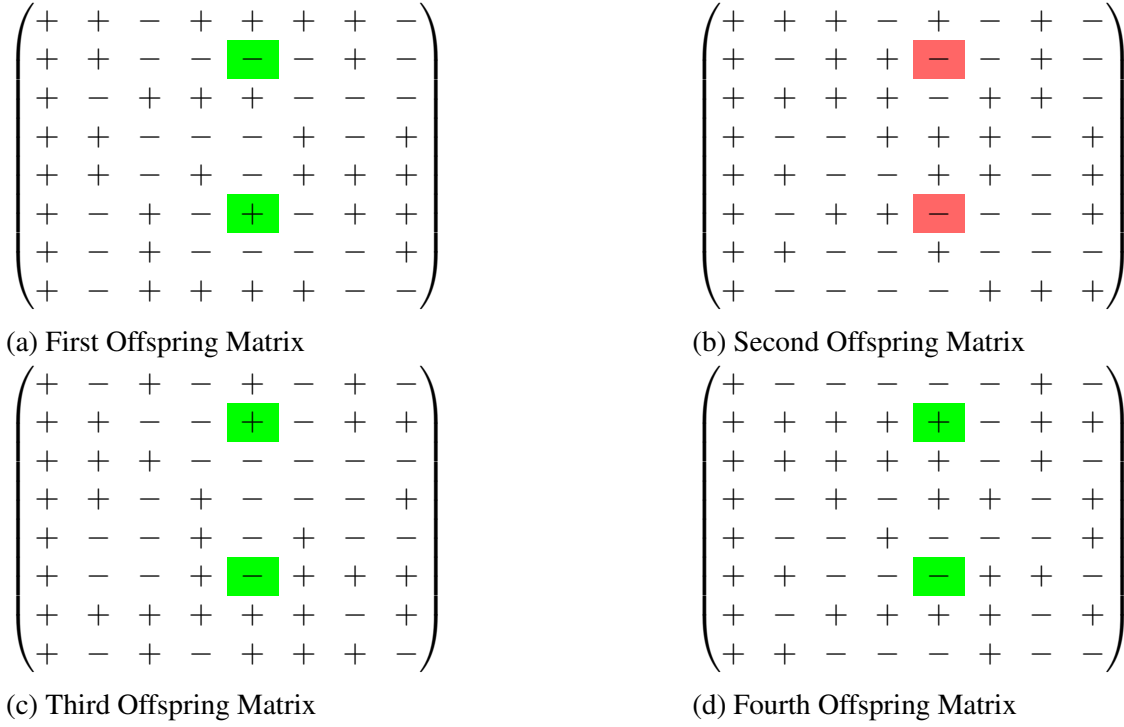 + + − + + + + −
+ + − − − − + −
+ − + + + − − −
+ + − − − + − +
+ + − + − + + +
+ − + − + − + +
+ − + − − − − +
+ − + + + + − −
(a) First Offspring Matrix
+ + + − + − + −
+ − + + − − + −
+ + + + − + + −
+ − − + + + − +
+ + − − + + − +
+ − + + − − − +
+ + − − + − − −
+ − − − − + + +
(b) Second Offspring Matrix
+ − + − + − + −
+ + − − + − + +
+ + + − − − − −
+ + − + − − − +
+ − − + − + − −
+ − − + − + + +
+ + + + + + − +
+ − + − + + + −
(c) Third Offspring Matrix
+ − − − − − + −
+ + + + + − + +
+ + + + + − + −
+ − + − + + − +
+ − − + − − − +
+ + − − − + + −
+ − + − + + − +
+ + − − − + − −
(d) Fourth Offspring Matrix